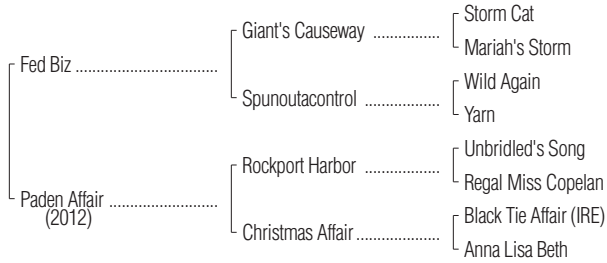 Storm Cat
Giant's Causeway ................
Mariah's Storm
Fed Biz ................................
Wild Again
Spunoutacontrol ................
Yarn
Unbridled's Song
Rockport Harbor ................
Regal Miss Copelan
Paden Affair ........................
(2012)
Black Tie Affair (IRE)
Christmas Affair ..................
Anna Lisa Beth